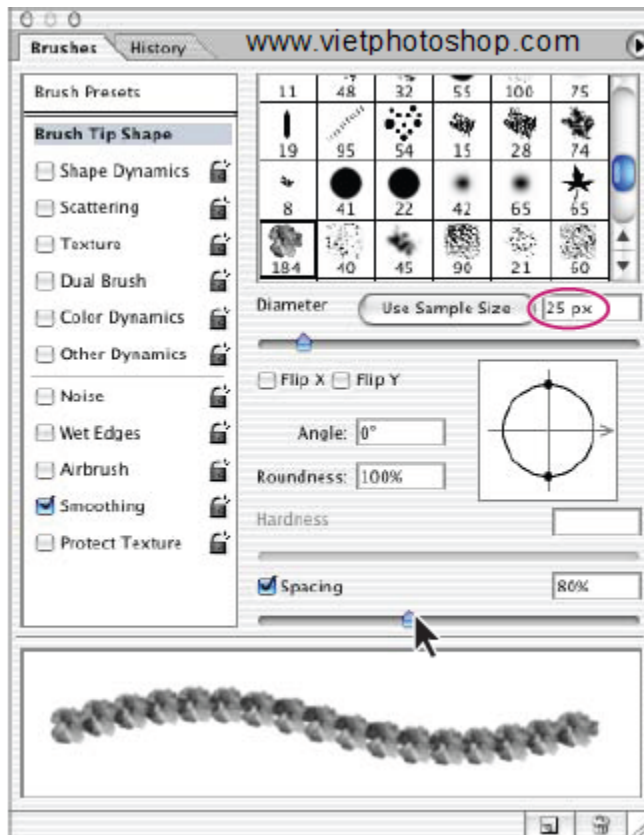 Brushes History www.vietphotoshop.com
Brush Presets
Brush Tip Shape
Shape Dynamics
Scattering
Texture
Dual Brush
Color Dynamics
Other Dynamics
Noise
Wet Edges
Airbrush
Smoothing
Protect Texture
11 48 32 55 100 75
19 95 54 15 28 74
8 41 22 42 65 65
184 40 45 90 21 60
Diameter Use Sample Size 25 px
Flip X Flip Y
Angle: 0°
Roundness: 100%
Hardness
Spacing 80%